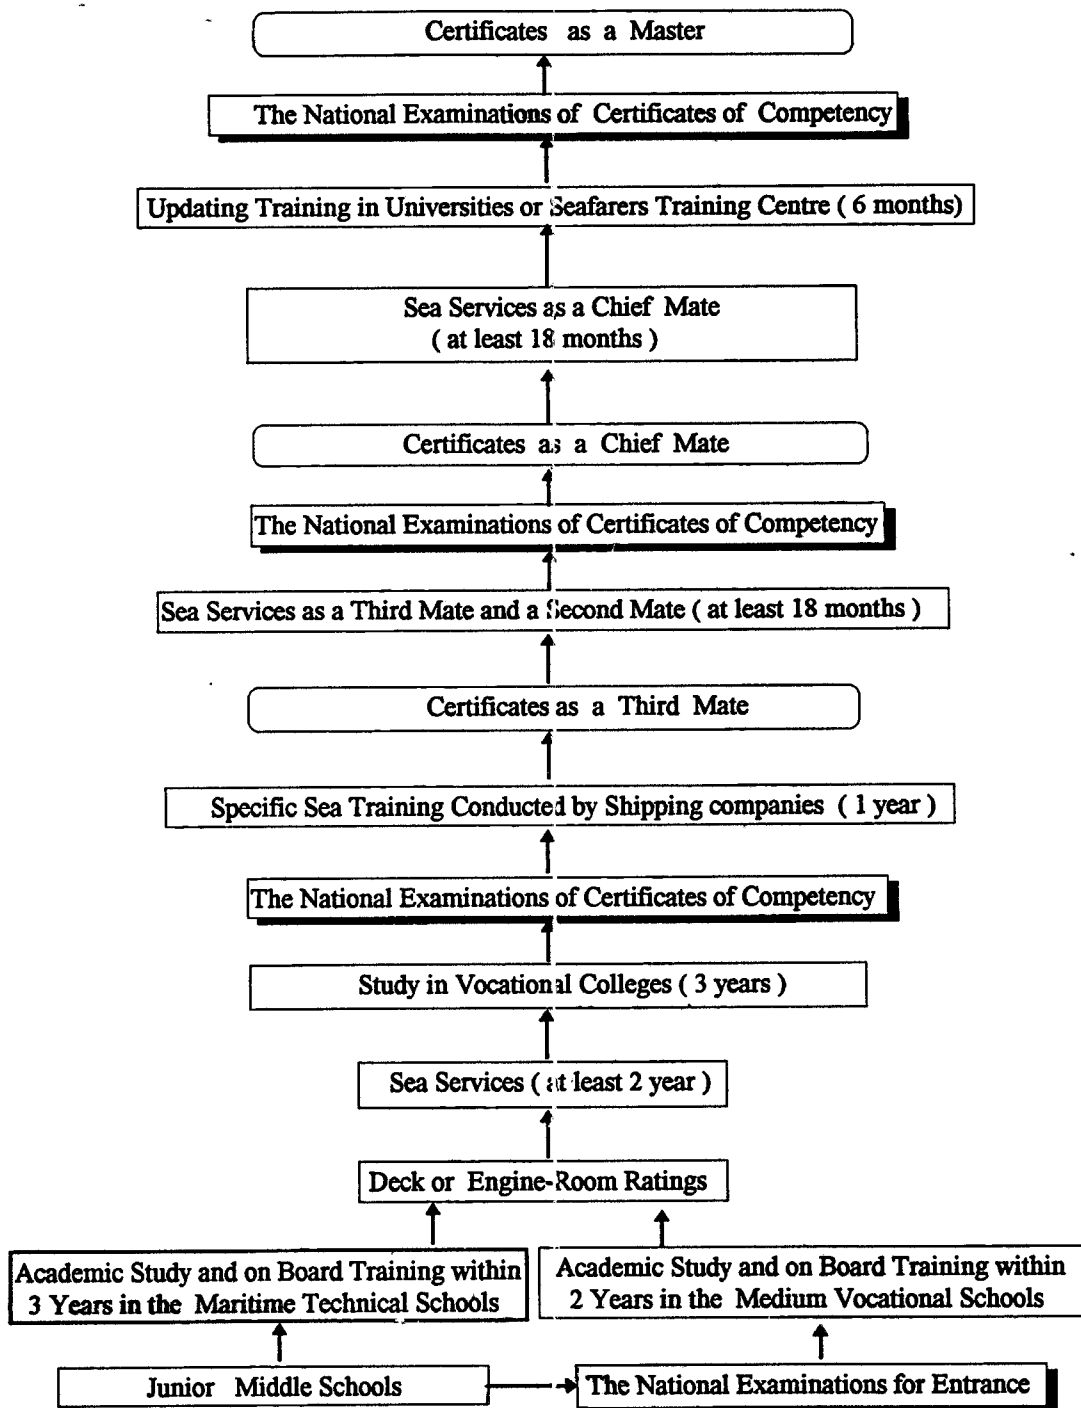 Certificates as a Master
The National Examinations of Certificates of Competency
Updating Training in Universities or Seafarers Training Centre ( 6 months)
Sea Services as a Chief Mate
( at least 18 months )
Certificates as a Chief Mate
The National Examinations of Certificates of Competency
Sea Services as a Third Mate and a Second Mate ( at least 18 months )
Certificates as a Third Mate
Specific Sea Training Conducted by Shipping companies ( 1 year )
The National Examinations of Certificates of Competency
Study in Vocational Colleges ( 3 years )
Sea Services ( at least 2 year )
Deck or Engine-Room Ratings
Academic Study and on Board Training within
3 Years in the Maritime Technical Schools
Academic Study and on Board Training within
2 Years in the Medium Vocational Schools
Junior Middle Schools
The National Examinations for Entrance